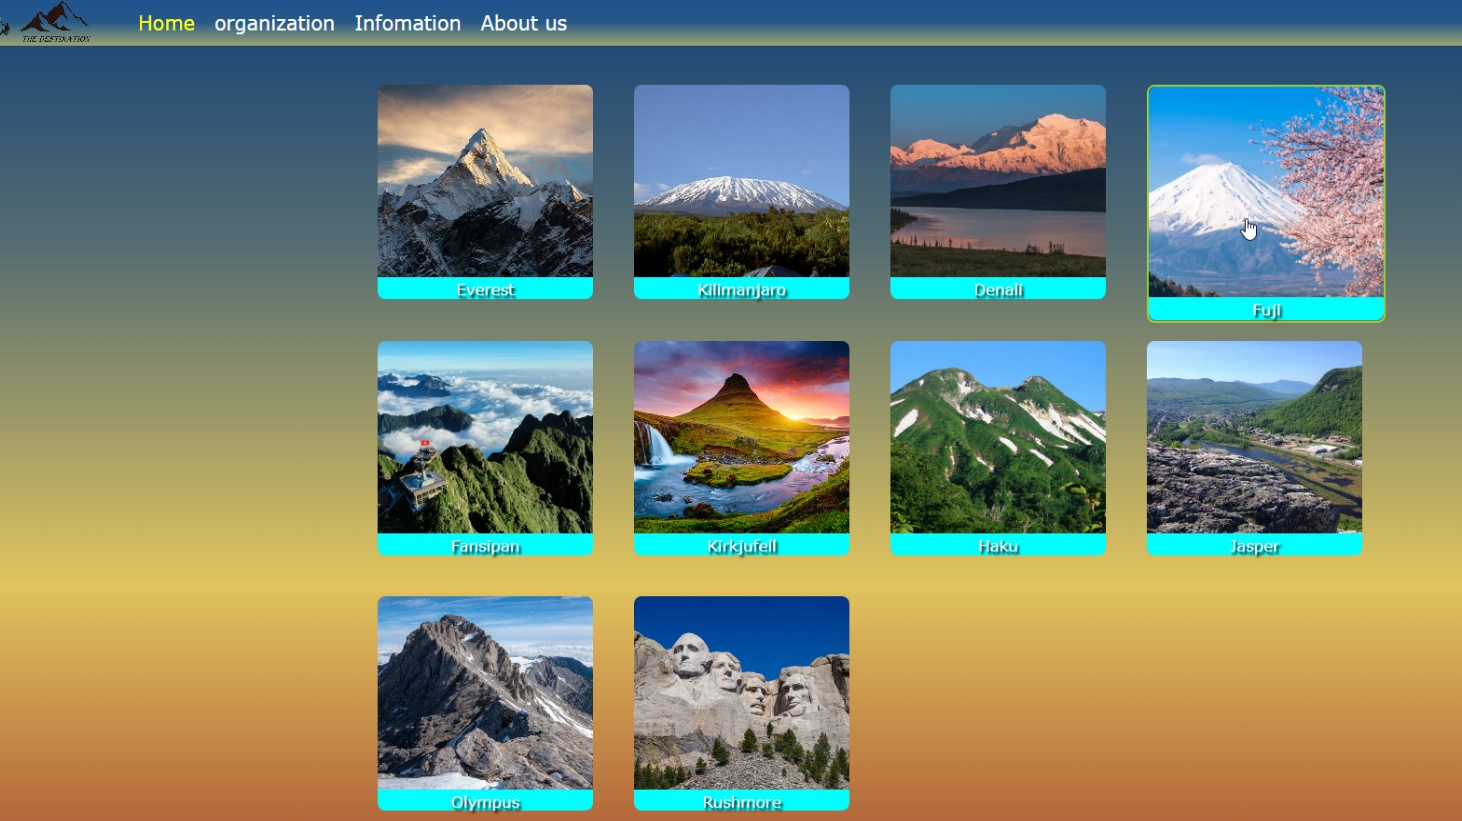 THE DESTINATION
Home organization Infomation About us
Everest Kilimanjaro Denali Fuji
Fansipan Kirkjufell Haku Jasper
Olympus Rushmore